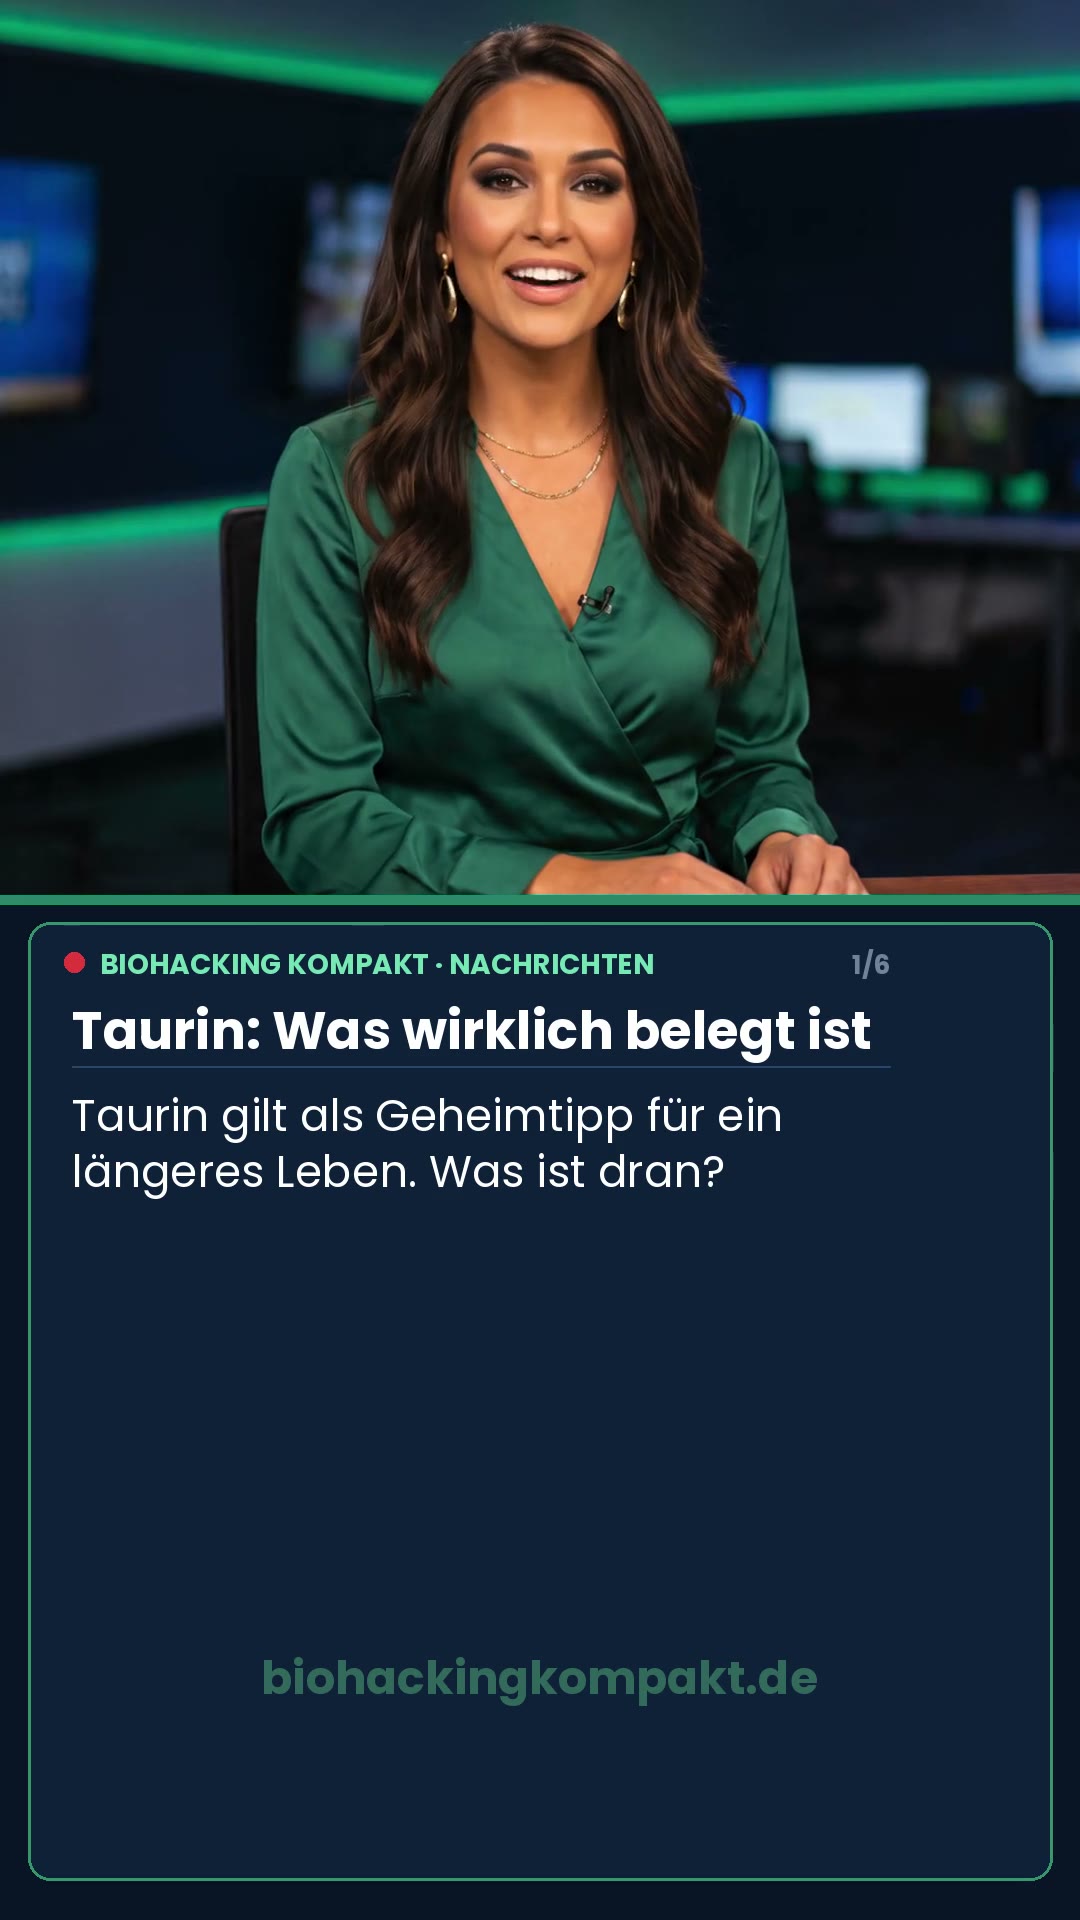 BIOHACKING KOMPAKT · NACHRICHTEN 1/6
Taurin: Was wirklich belegt ist
Taurin gilt als Geheimtipp für ein
längeres Leben. Was ist dran?
biohackingkompakt.de